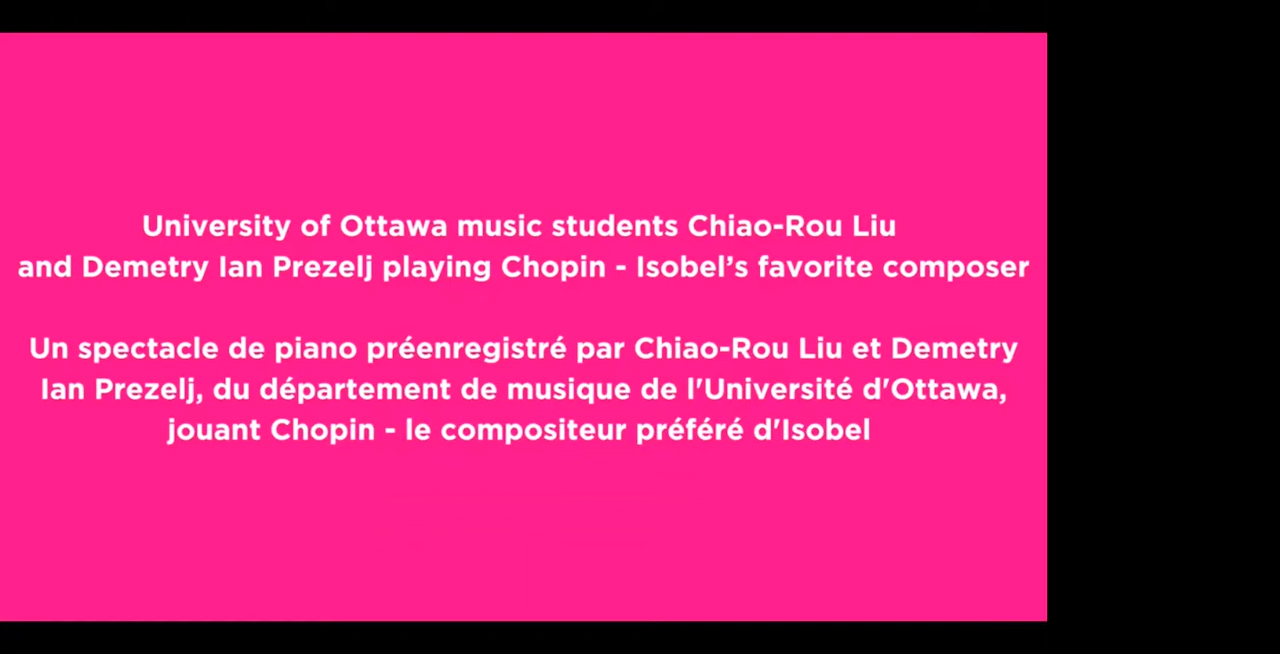 University of Ottawa music students Chiao-Rou Liu
and Demetry Ian Prezelj playing Chopin - Isobel’s favorite composer
Un spectacle de piano préenregistré par Chiao-Rou Liu et Demetry
Ian Prezelj, du département de musique de l'Université d'Ottawa,
jouant Chopin - le compositeur préféré d'Isobel